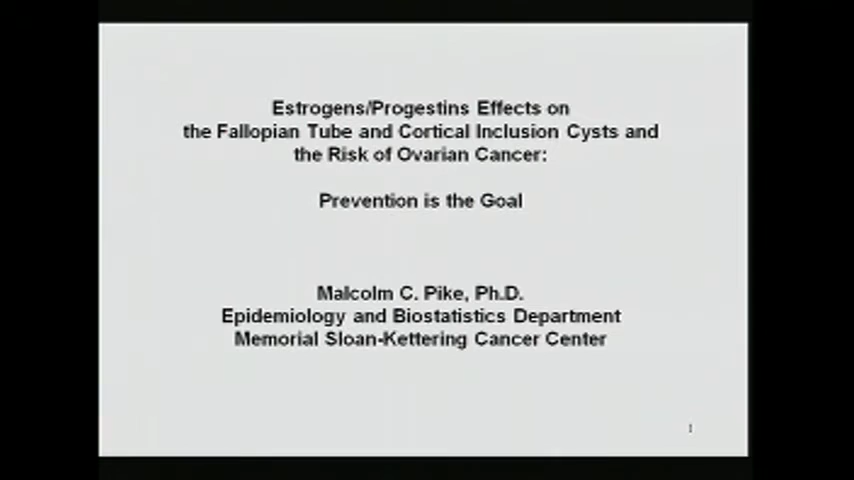 Estrogens/Progestins Effects on
the Fallopian Tube and Cortical Inclusion Cysts and
the Risk of Ovarian Cancer:
Prevention is the Goal
Malcolm C. Pike, Ph.D.
Epidemiology and Biostatistics Department
Memorial Sloan-Kettering Cancer Center
1